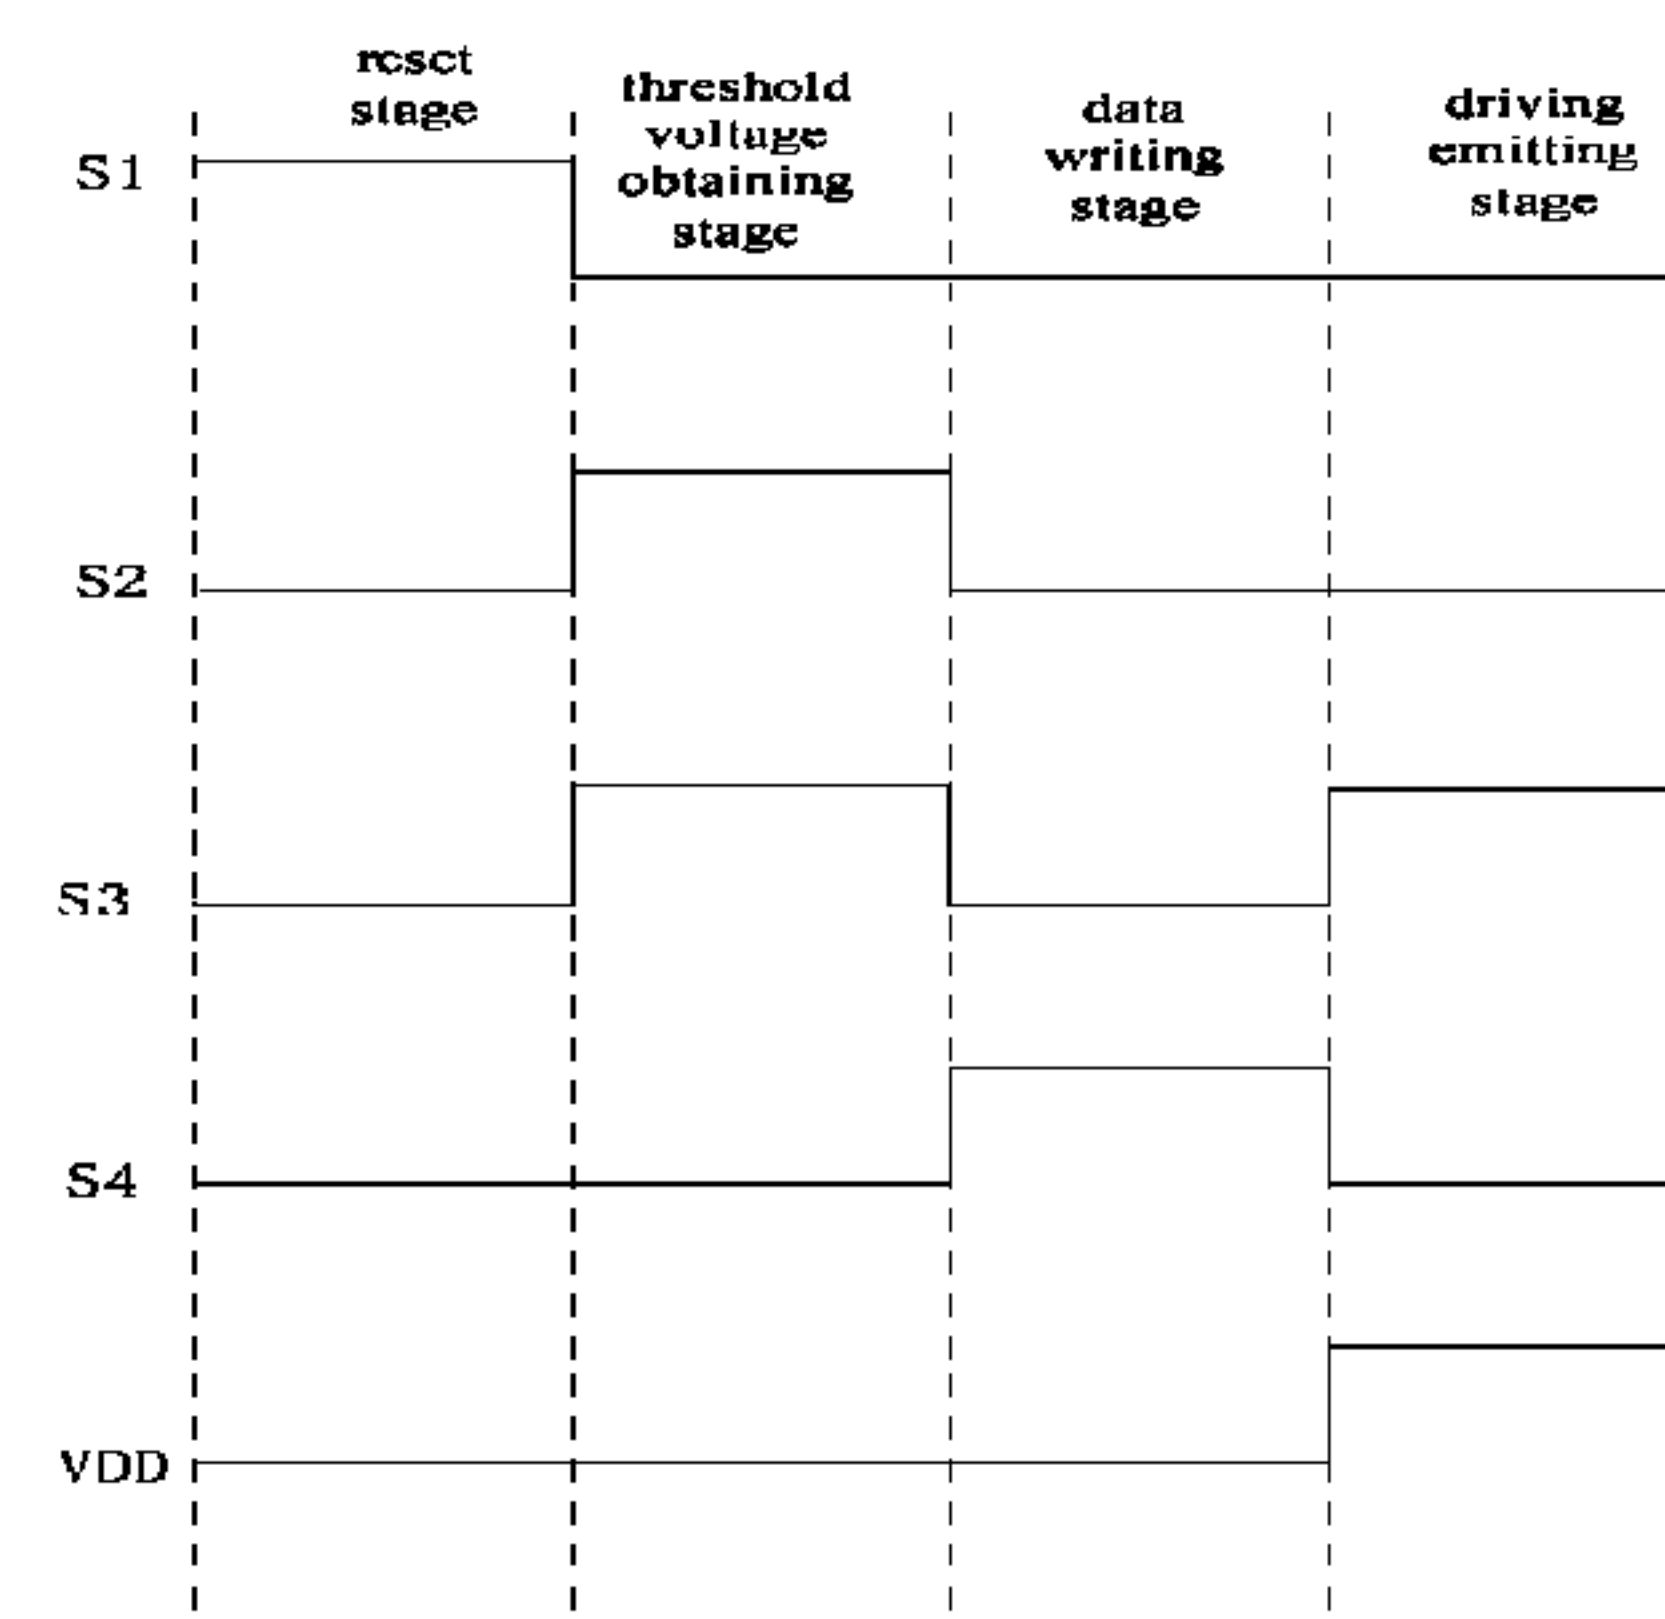 reset
stage
threshold
voltage
obtaining
stage
data
writing
stage
driving
emitting
stage
S1
S2
S3
S4
VDD